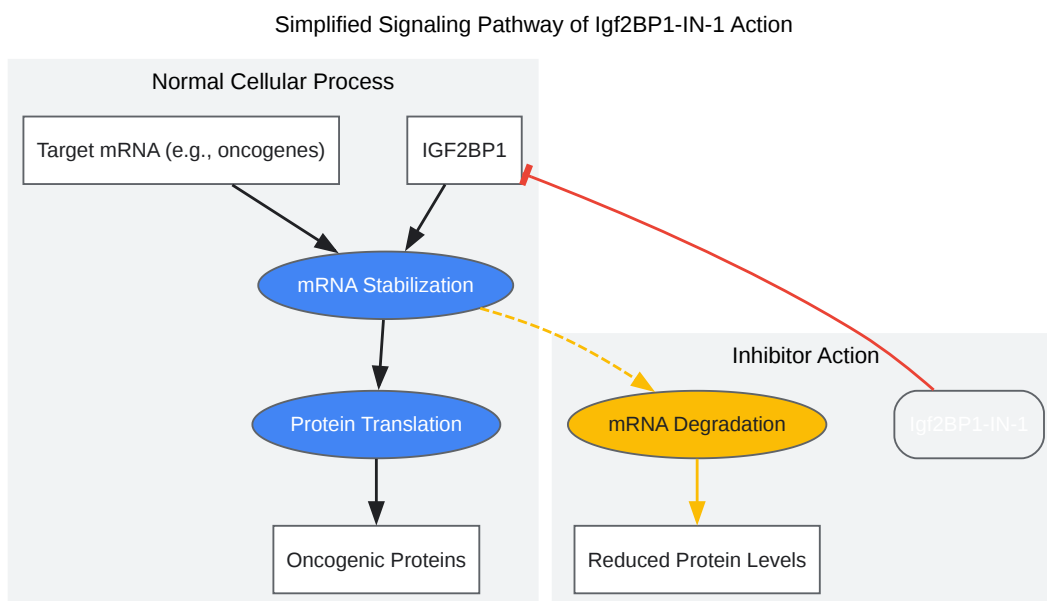 Simplified Signaling Pathway of Igf2BP1-IN-1 Action
Normal Cellular Process
Target mRNA (e.g., oncogenes)
IGF2BP1
mRNA Stabilization
Inhibitor Action
Protein Translation
mRNA Degradation
Igf2BP1-IN-1
Oncogenic Proteins
Reduced Protein Levels